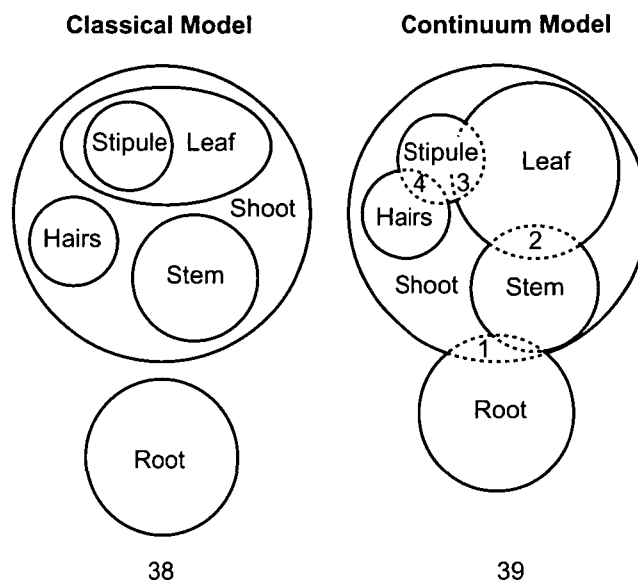 Classical Model
Stipule
Leaf
Shoot
Hairs
Stem
Root
38
Continuum Model
Stipule
Leaf
4
3
Hairs
2
Shoot
Stem
1
Root
39